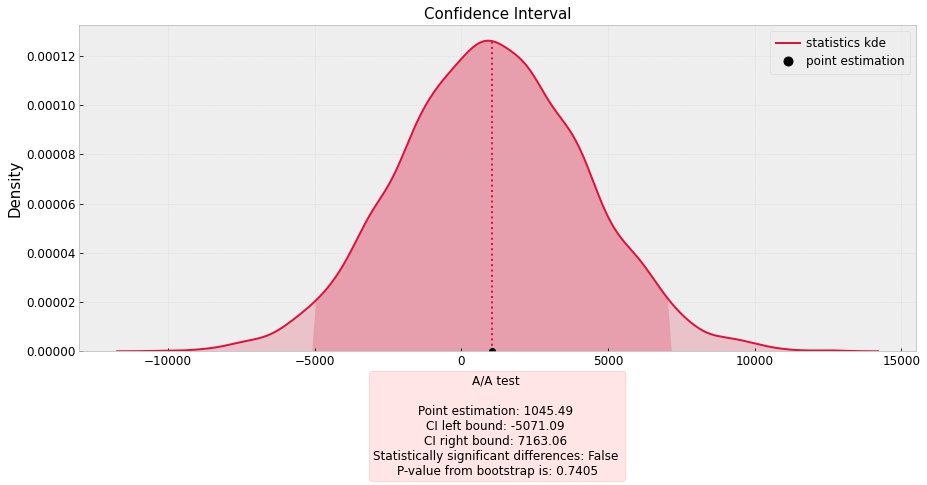 Confidence Interval
statistics kde
point estimation
Density
0.00012
0.00010
0.00008
0.00006
0.00004
0.00002
0.00000
−10000
−5000
0
5000
10000
15000
A/A test
Point estimation: 1045.49
CI left bound: -5071.09
CI right bound: 7163.06
Statistically significant differences: False
P-value from bootstrap is: 0.7405